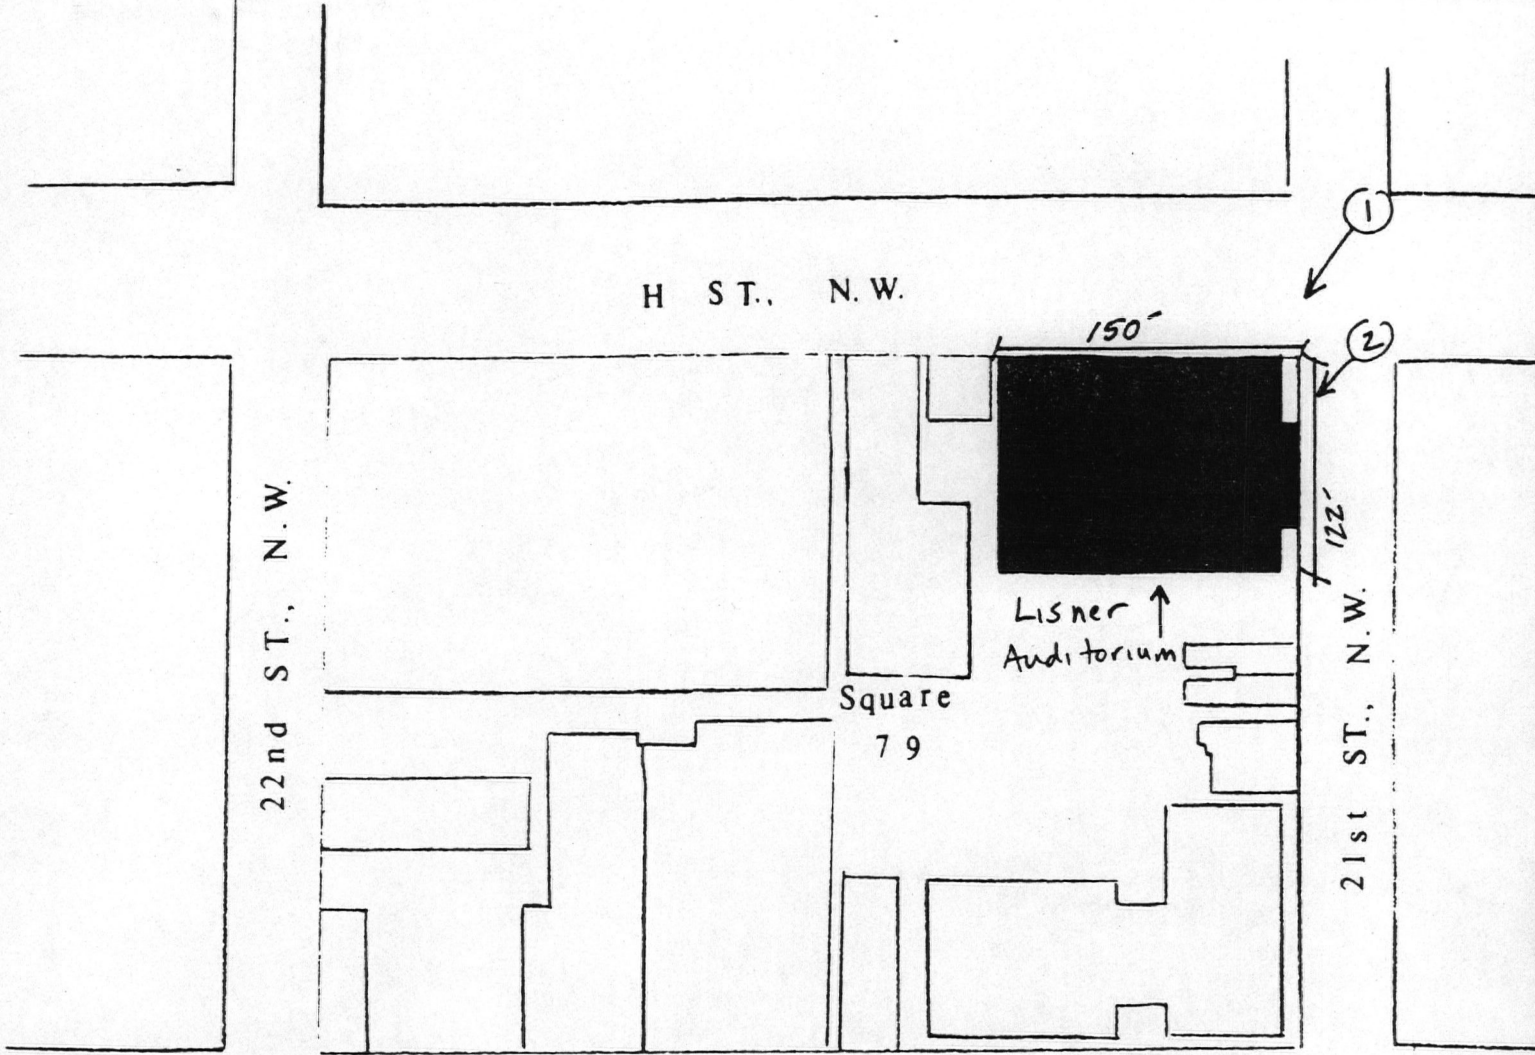 1
H ST., N.W.
150'
2
22nd ST., N.W.
122'
Lisner
Auditorium
Square
79
21st ST., N.W.